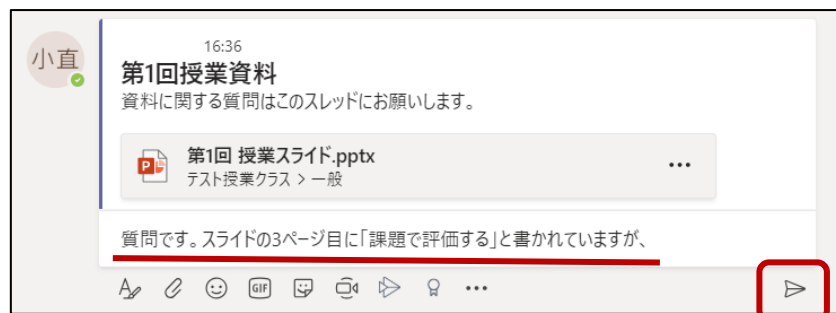 小直
16:36
第1回授業資料
資料に関する質問はこのスレッドにお願いします。
第1回 授業スライド.pptx
テスト授業クラス > 一般
質問です。スライドの3ページ目に「課題で評価する」と書かれていますが、
GIF